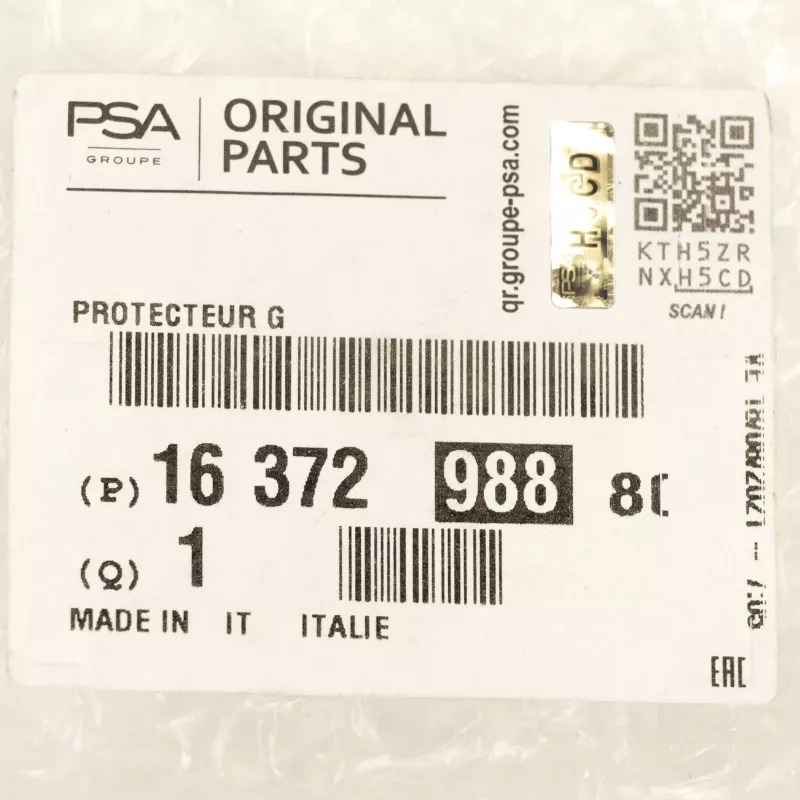 PSA
GROUPE
ORIGINAL
PARTS
qr.groupe-psa.com
KTH5ZR
NXH5CD
SCAN !
PROTECTEUR G
(P) 16 372 988
(Q) 1
MADE IN IT ITALIE
EAC